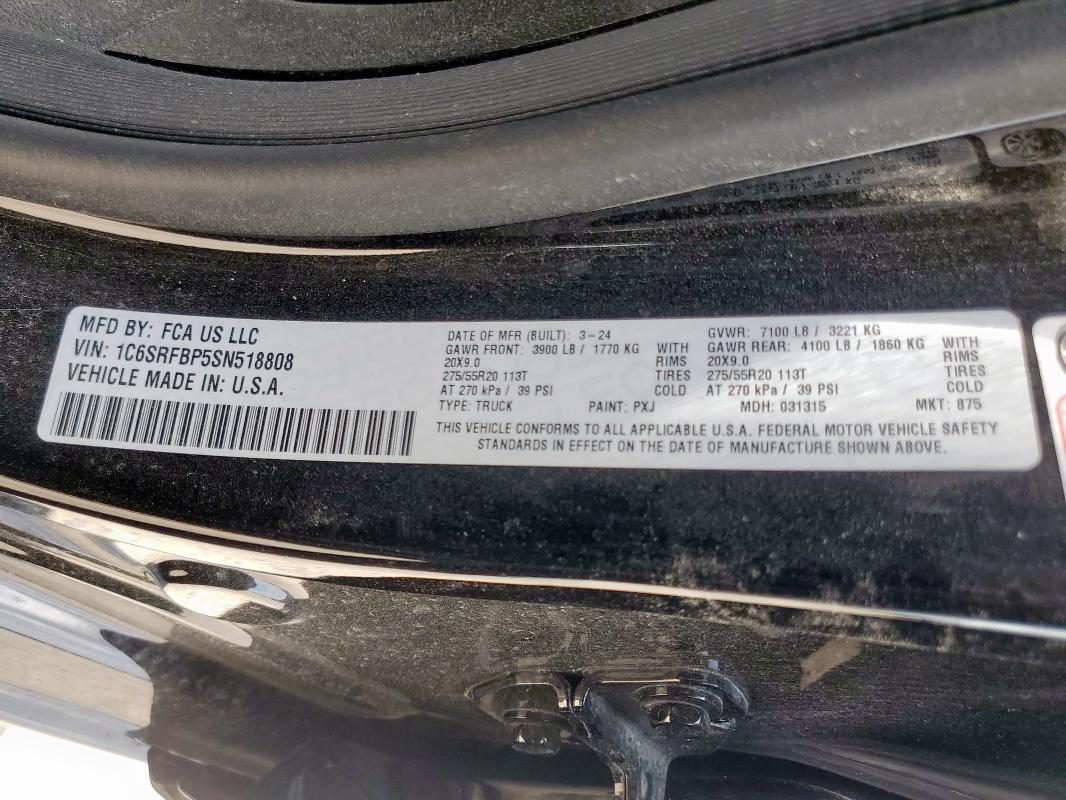 MFD BY: FCA US LLC
VIN: 1C6SRFBP5SN518808
VEHICLE MADE IN: U.S.A.
DATE OF MFR (BUILT): 3-24 GVWR: 7100 LB / 3221 KG
GAWR FRONT: 3900 LB / 1770 KG WITH GAWR REAR: 4100 LB / 1860 KG WITH
20X9.0 RIMS 20X9.0 RIMS
275/55R20 113T TIRES 275/55R20 113T TIRES
AT 270 kPa / 39 PSI COLD AT 270 kPa / 39 PSI COLD
TYPE: TRUCK PAINT: PXJ MDH: 031315 MKT: 875
THIS VEHICLE CONFORMS TO ALL APPLICABLE U.S.A. FEDERAL MOTOR VEHICLE SAFETY
STANDARDS IN EFFECT ON THE DATE OF MANUFACTURE SHOWN ABOVE.